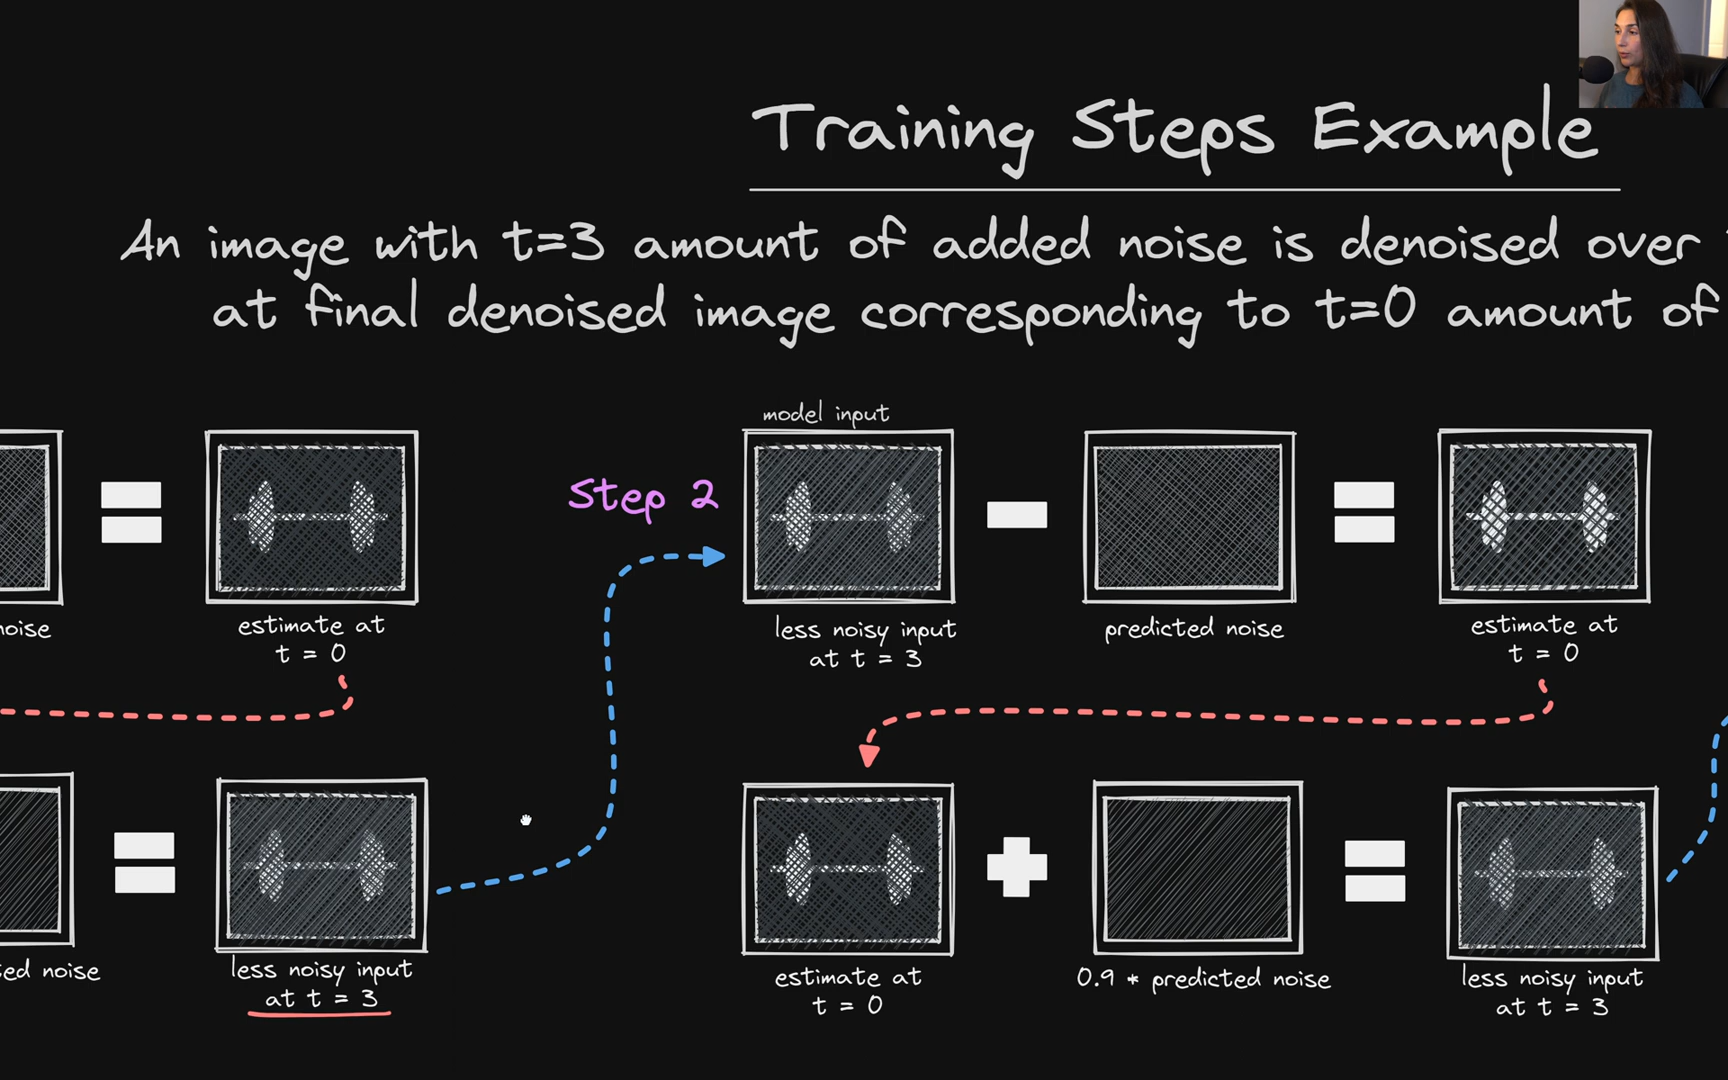 Training Steps Example
An image with t=3 amount of added noise is denoised over
at final denoised image corresponding to t=0 amount of
model input
Step 2
noise
estimate at
t = 0
less noisy input
at t = 3
predicted noise
estimate at
t = 0
noise
less noisy input
at t = 3
estimate at
t = 0
0.9 * predicted noise
less noisy input
at t = 3